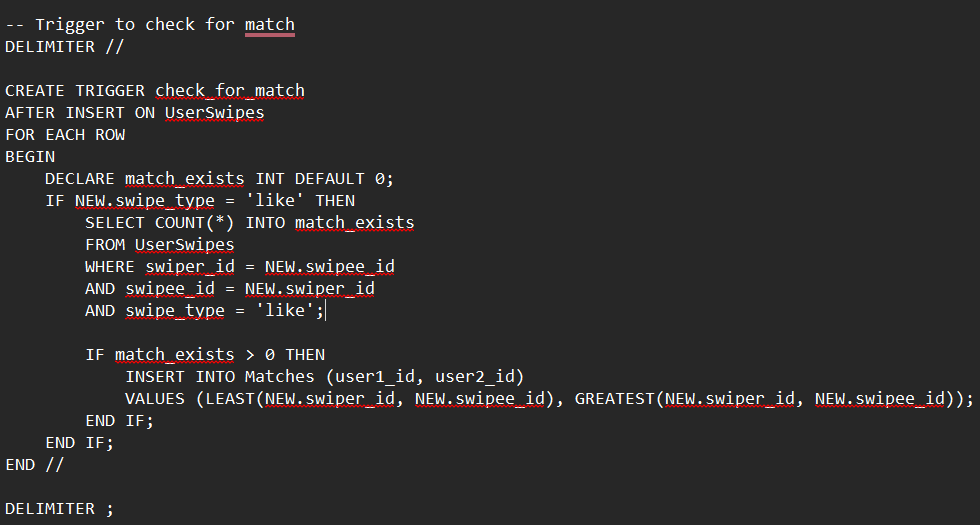 -- Trigger to check for match
DELIMITER //
CREATE TRIGGER check_for_match
AFTER INSERT ON UserSwipes
FOR EACH ROW
BEGIN
    DECLARE match_exists INT DEFAULT 0;
    IF NEW.swipe_type = 'like' THEN
        SELECT COUNT(*) INTO match_exists
        FROM UserSwipes
        WHERE swiper_id = NEW.swipee_id
        AND swipee_id = NEW.swiper_id
        AND swipe_type = 'like';
        IF match_exists > 0 THEN
            INSERT INTO Matches (user1_id, user2_id)
            VALUES (LEAST(NEW.swiper_id, NEW.swipee_id), GREATEST(NEW.swiper_id, NEW.swipee_id));
        END IF;
    END IF;
END //
DELIMITER ;